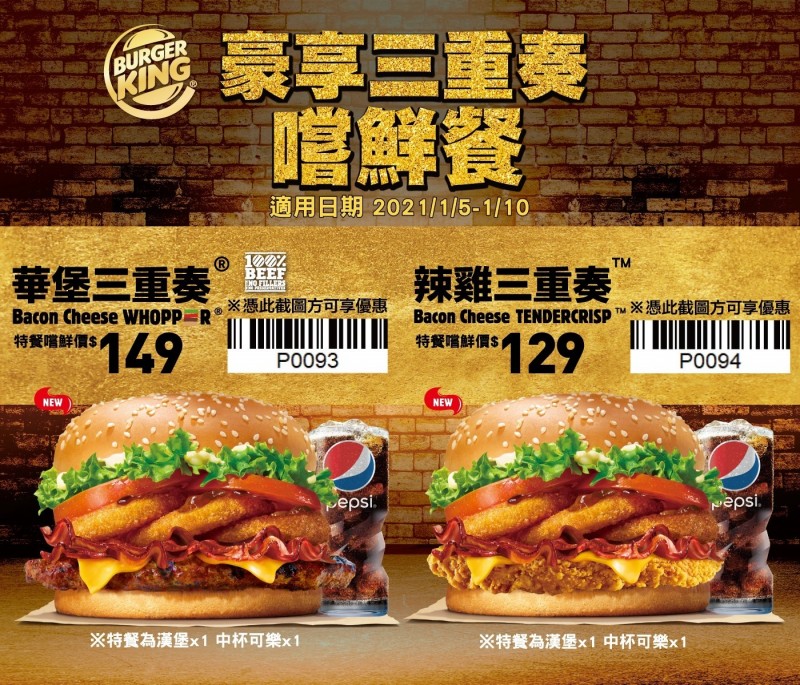 BURGER
KING®
豪享三重奏
嚐鮮餐
適用日期 2021/1/5-1/10
華堡三重奏®
100%
BEEF
NO FILLERS
Bacon Cheese WHOPPER®
※憑此截圖方可享優惠
特餐嚐鮮價$149
P0093
辣雞三重奏™
Bacon Cheese TENDERCRISP™
※憑此截圖方可享優惠
特餐嚐鮮價$129
P0094
NEW
pepsi
NEW
pepsi
※特餐為漢堡x1 中杯可樂x1
※特餐為漢堡x1 中杯可樂x1